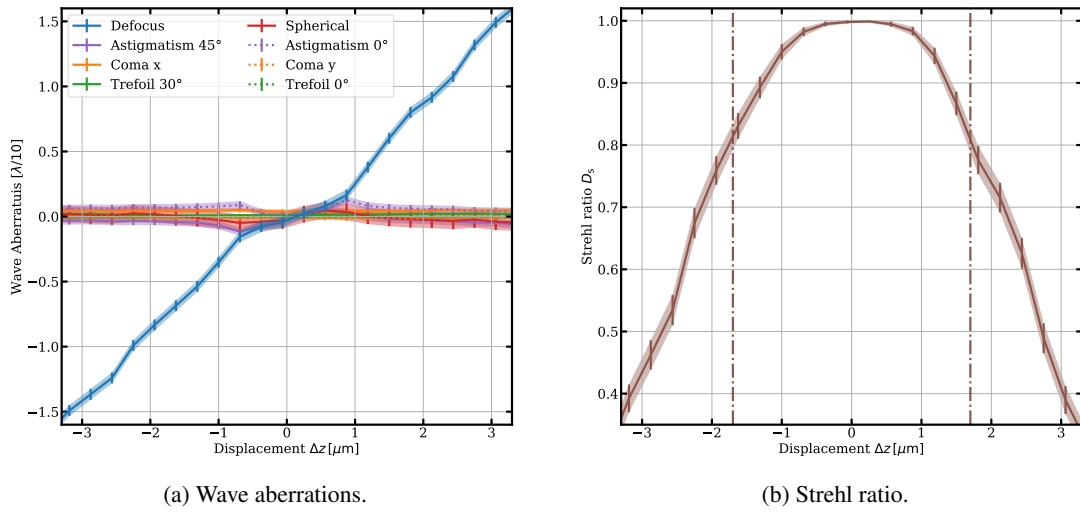 Defocus
Astigmatism 45°
Coma x
Trefoil 30°
Spherical
Astigmatism 0°
Coma y
Trefoil 0°
Wave Aberratuis [λ/10]
1.5
1.0
0.5
0.0
−0.5
−1.0
−1.5
−3 −2 −1 0 1 2 3
Displacement Δz [μm]
(a) Wave aberrations.
Strehl ratio Dₛ
1.0
0.9
0.8
0.7
0.6
0.5
0.4
−3 −2 −1 0 1 2 3
Displacement Δz [μm]
(b) Strehl ratio.